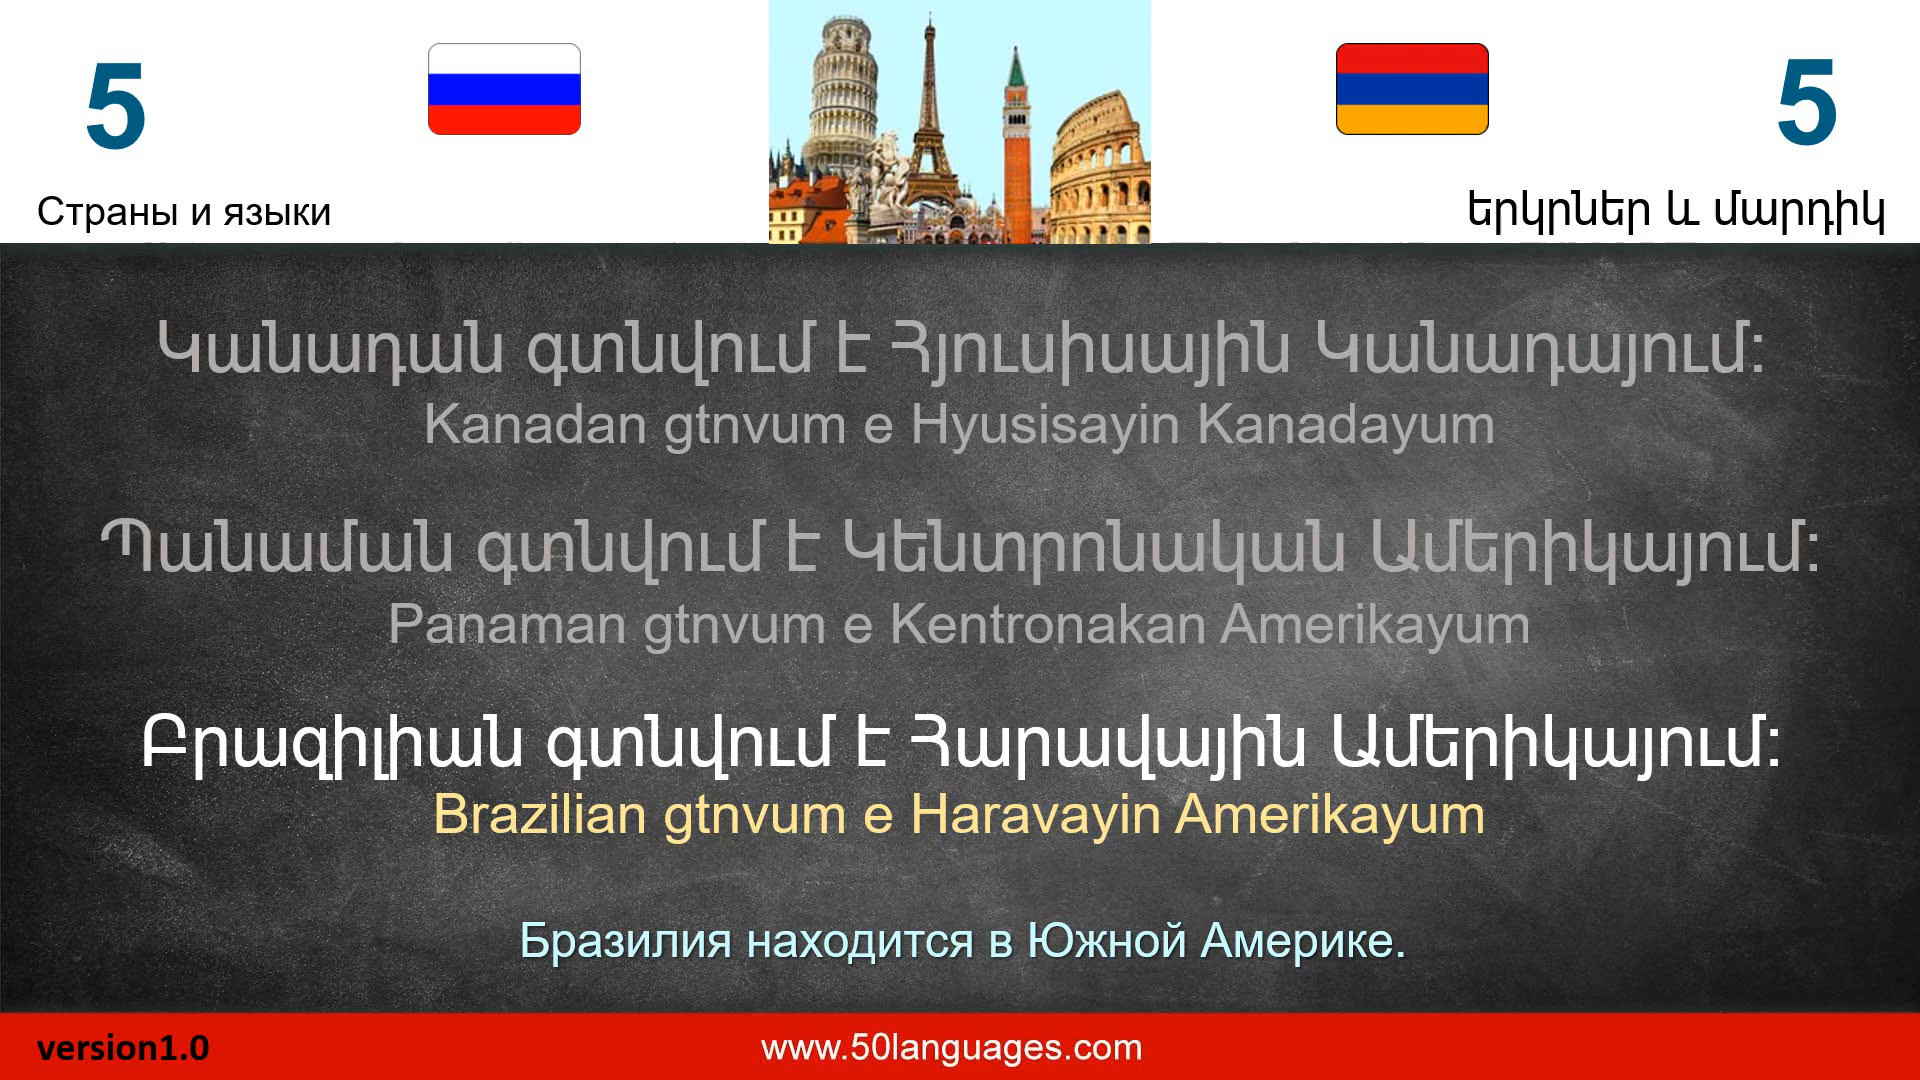 5
5
Страны и языки
երկրներ և մարդիկ
Կանադան գտնվում է Հյուսիսային Կանադայում:
Kanadan gtnvum e Hyusisayin Kanadayum
Պանաման գտնվում է Կենտրոնական Ամերիկայում:
Panaman gtnvum e Kentronakan Amerikayum
Բրազիլիան գտնվում է Հարավային Ամերիկայում:
Brazilian gtnvum e Haravayin Amerikayum
Бразилия находится в Южной Америке.
version1.0
www.50languages.com